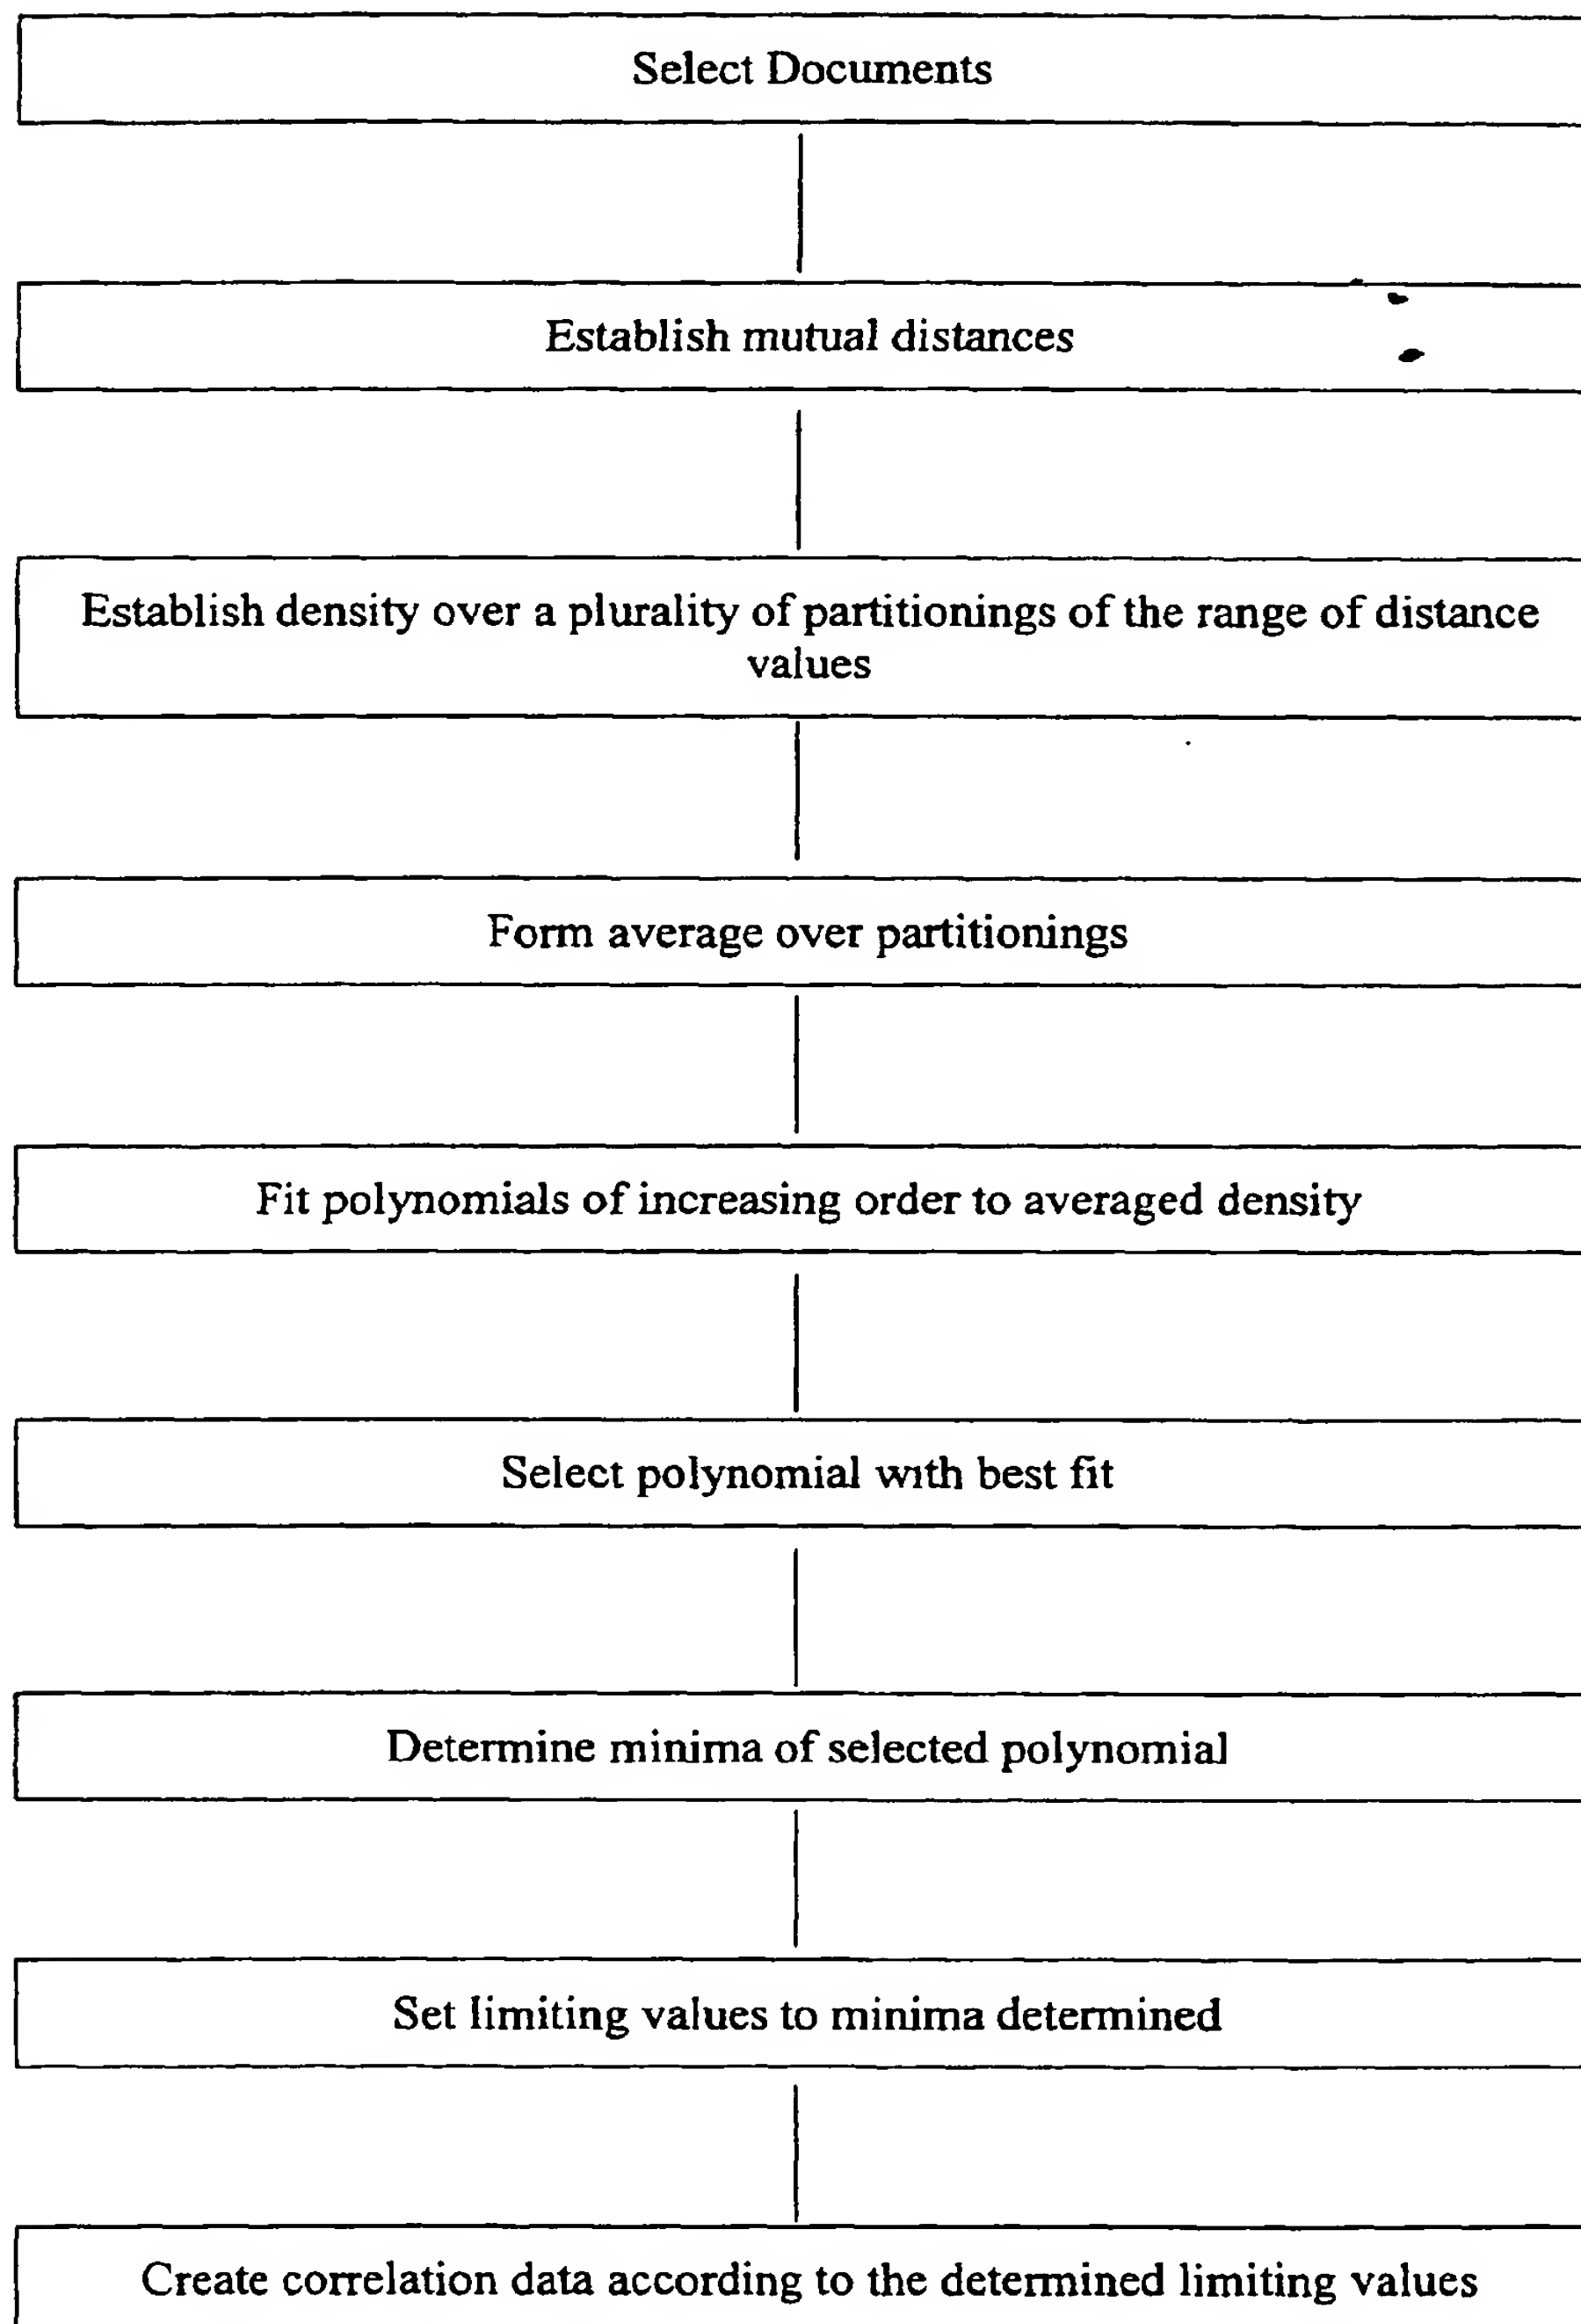 Select Documents
Establish mutual distances
Establish density over a plurality of partitionings of the range of distance
values
Form average over partitionings
Fit polynomials of increasing order to averaged density
Select polynomial with best fit
Determine minima of selected polynomial
Set limiting values to minima determined
Create correlation data according to the determined limiting values